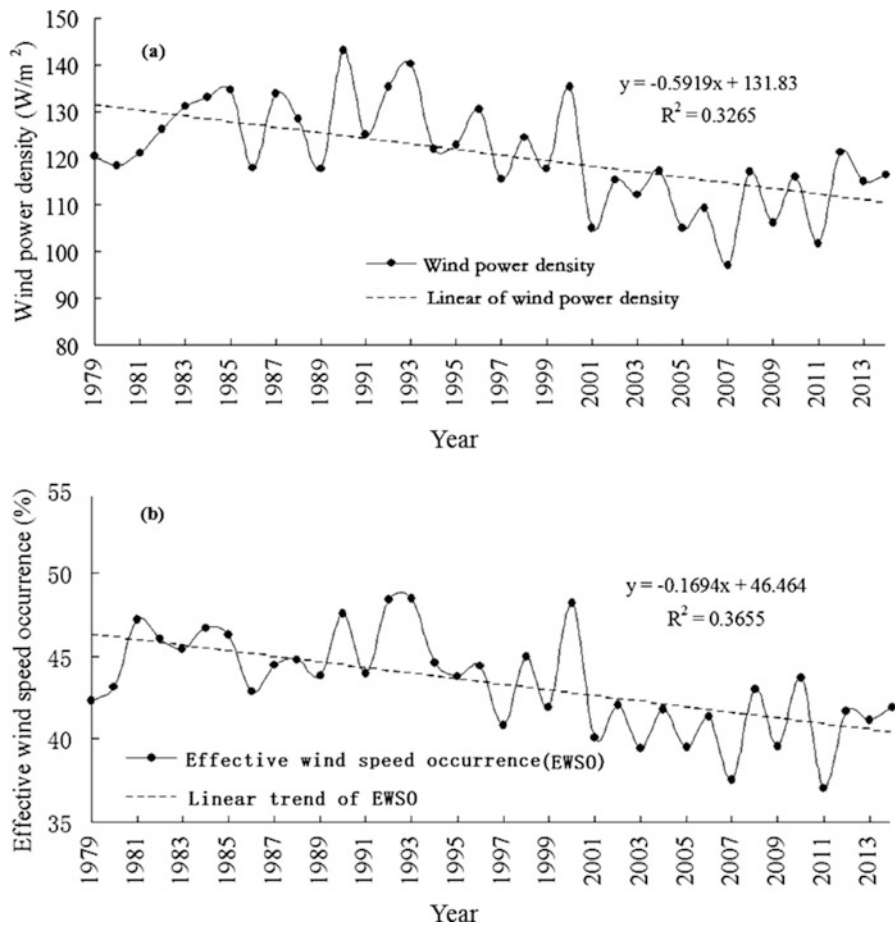 (a)
Wind power density (W/m²)
150
140
130
120
110
100
90
80
y = -0.5919x + 131.83
R² = 0.3265
Wind power density
Linear of wind power density
1979 1981 1983 1985 1987 1989 1991 1993 1995 1997 1999 2001 2003 2005 2007 2009 2011 2013
Year
(b)
Effective wind speed occurrence (%)
55
50
45
40
35
y = -0.1694x + 46.464
R² = 0.3655
Effective wind speed occurrence(EWSO)
Linear trend of EWSO
1979 1981 1983 1985 1987 1989 1991 1993 1995 1997 1999 2001 2003 2005 2007 2009 2011 2013
Year